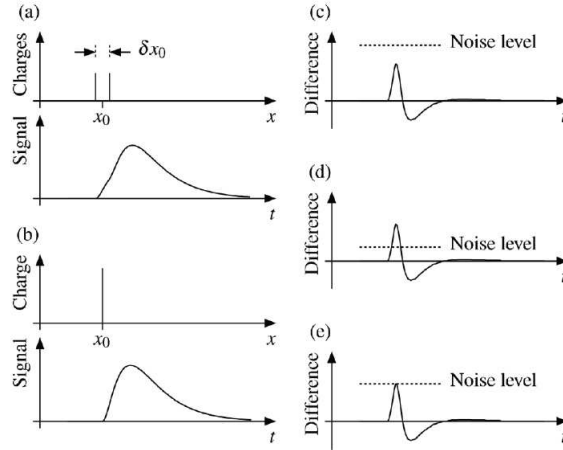 (a)
Charges
δx₀
x₀
x
Signal
t
(b)
Charge
x₀
x
Signal
t
(c)
Difference
Noise level
t
(d)
Difference
Noise level
t
(e)
Difference
Noise level
t